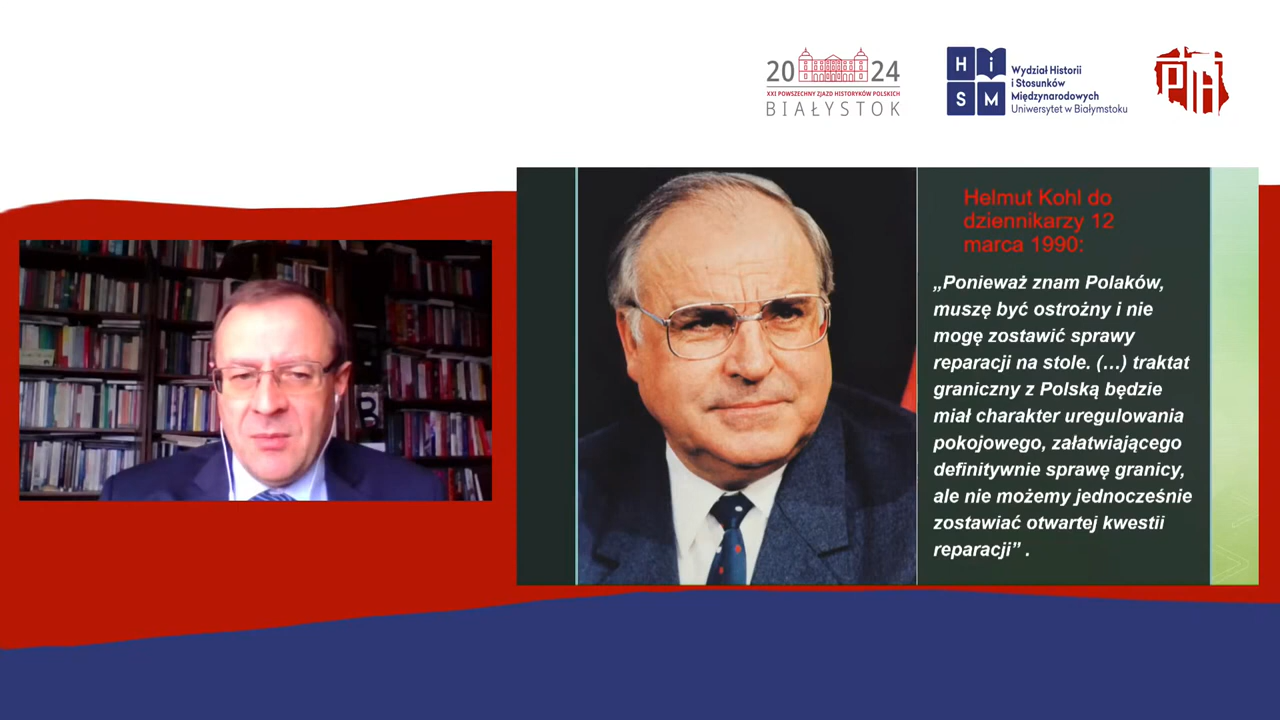 20 24
XXI POWSZECHNY ZJAZD HISTORYKÓW POLSKICH
BIAŁYSTOK
H i
S M
Wydział Historii
i Stosunków
Międzynarodowych
Uniwersytet w Białymstoku
PTH
Helmut Kohl do
dziennikarzy 12
marca 1990:
„Ponieważ znam Polaków,
muszę być ostrożny i nie
mogę zostawić sprawy
reparacji na stole. (…) traktat
graniczny z Polską będzie
miał charakter uregulowania
pokojowego, załatwiającego
definitywnie sprawę granicy,
ale nie możemy jednocześnie
zostawiać otwartej kwestii
reparacji” .